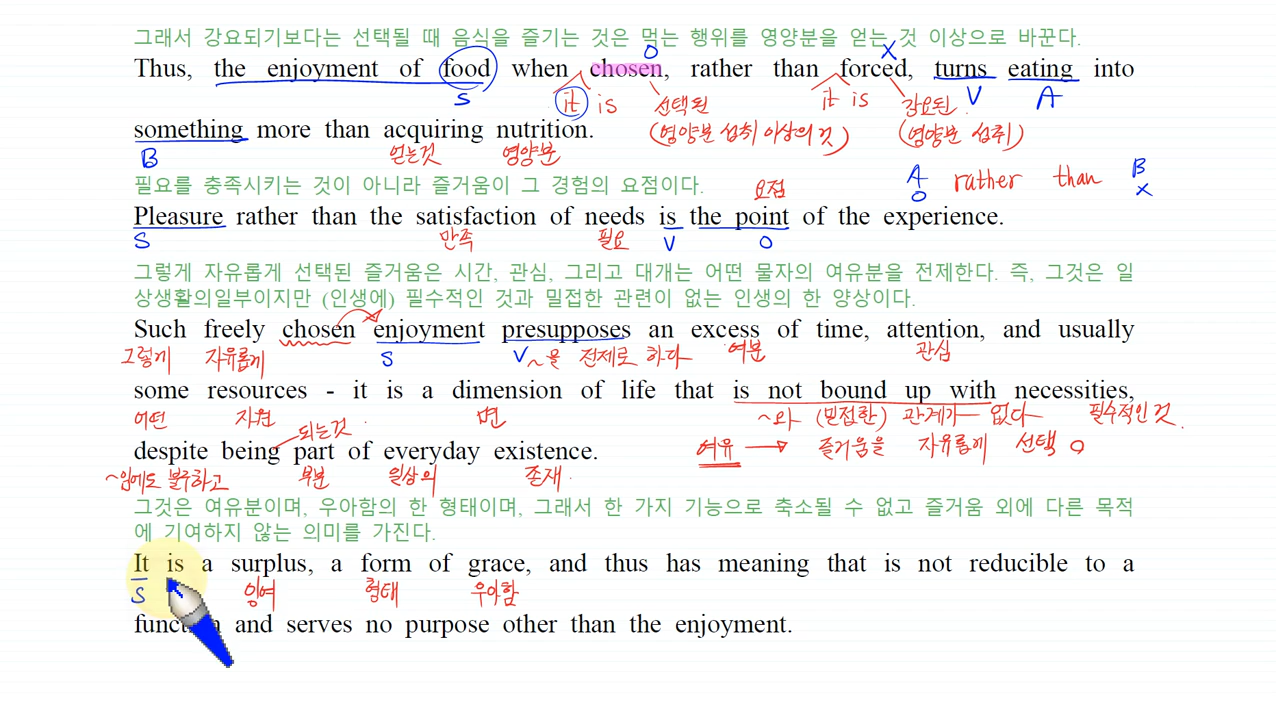 그래서 강요되기보다는 선택될 때 음식을 즐기는 것은 먹는 행위를 영양분을 얻는 것 이상으로 바꾼다.
O X
Thus, the enjoyment of food when chosen, rather than forced, turns eating into
S it is 선택된 it is 강요된. V A
(영양분 섭취 이상의 것) (영양분 섭취)
something more than acquiring nutrition.
B 얻는것 영양분
필요를 충족시키는 것이 아니라 즐거움이 그 경험의 요점이다.
요점 A rather than B
O X
Pleasure rather than the satisfaction of needs is the point of the experience.
S 만족 필요 V O
그렇게 자유롭게 선택된 즐거움은 시간, 관심, 그리고 대개는 어떤 물자의 여유분을 전제한다. 즉, 그것은 일
상생활의일부이지만 (인생에) 필수적인 것과 밀접한 관련이 없는 인생의 한 양상이다.
Such freely chosen enjoyment presupposes an excess of time, attention, and usually
그렇게 자유롭게 S V ~을 전제로 하다 여분 관심
some resources - it is a dimension of life that is not bound up with necessities,
어떤 자원. 면 ~와 (밀접한) 관계가 없다 필수적인 것.
되는것
despite being part of everyday existence.
여유 → 즐거움을 자유롭게 선택 O
~임에도 불구하고 부분 일상의 존재.
그것은 여유분이며, 우아함의 한 형태이며, 그래서 한 가지 기능으로 축소될 수 없고 즐거움 외에 다른 목적
에 기여하지 않는 의미를 가진다.
It is a surplus, a form of grace, and thus has meaning that is not reducible to a
S 잉여 형태 우아함
function and serves no purpose other than the enjoyment.